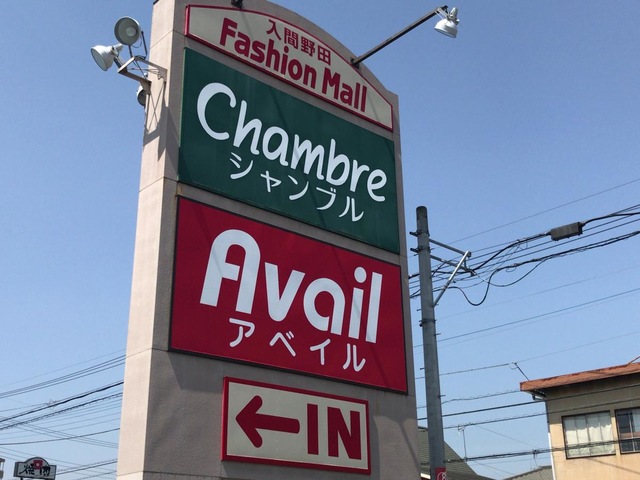 入間野田
Fashion Mall
Chambre
シャンブル
Avail
アベイル
←IN